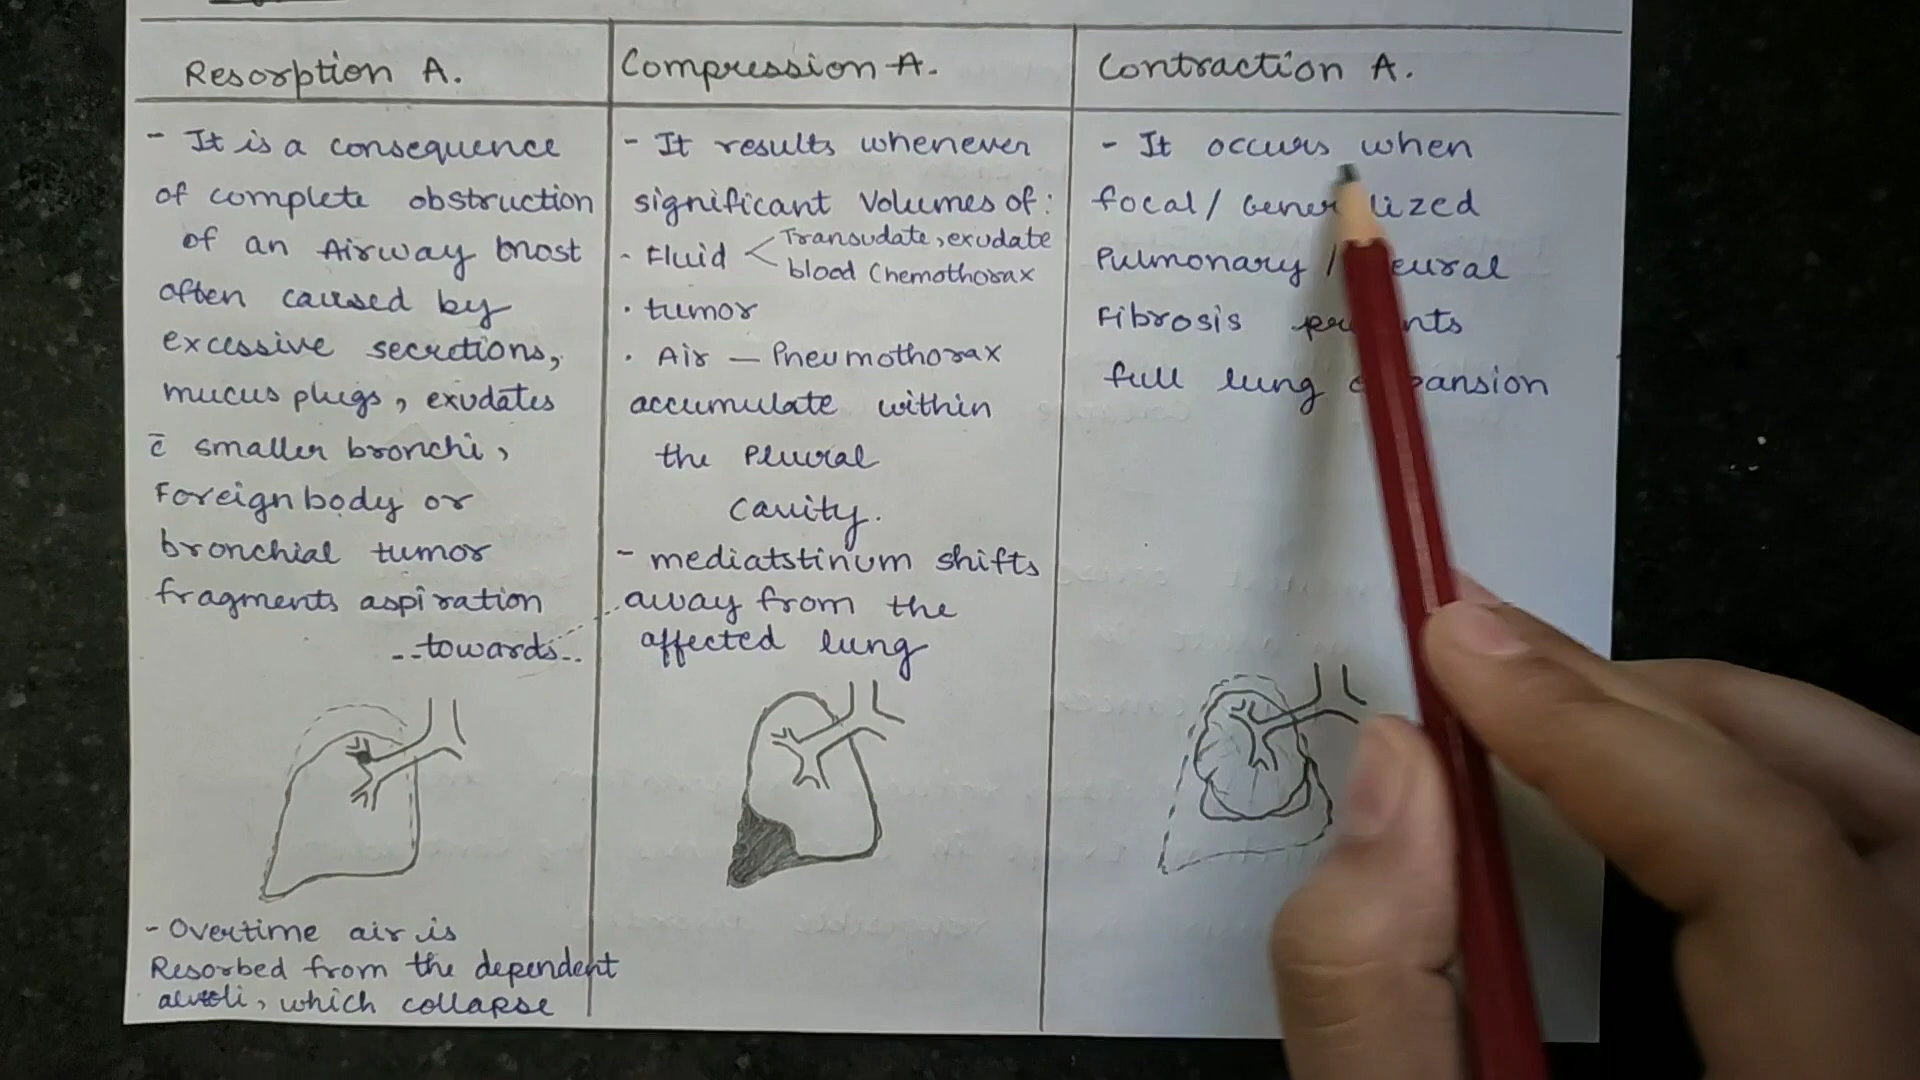 Resorption A.
- It is a consequence
of complete obstruction
of an Airway most
often caused by
excessive secretions,
mucus plugs, exudates
c̄ smaller bronchi,
Foreign body or
bronchial tumor
fragments aspiration
..towards..
- Overtime air is
Resorbed from the dependent
alveoli, which collapse
Compression A.
- It results whenever
significant Volumes of:
- Fluid < Transudate, exudate
blood Chemothorax
· tumor
· Air — Pneumothorax
accumulate within
the Plural
Cavity.
- mediatstinum shifts
away from the
affected lung
Contraction A.
- It occurs when
focal /
Pulmonary /
Fibrosis
full lung